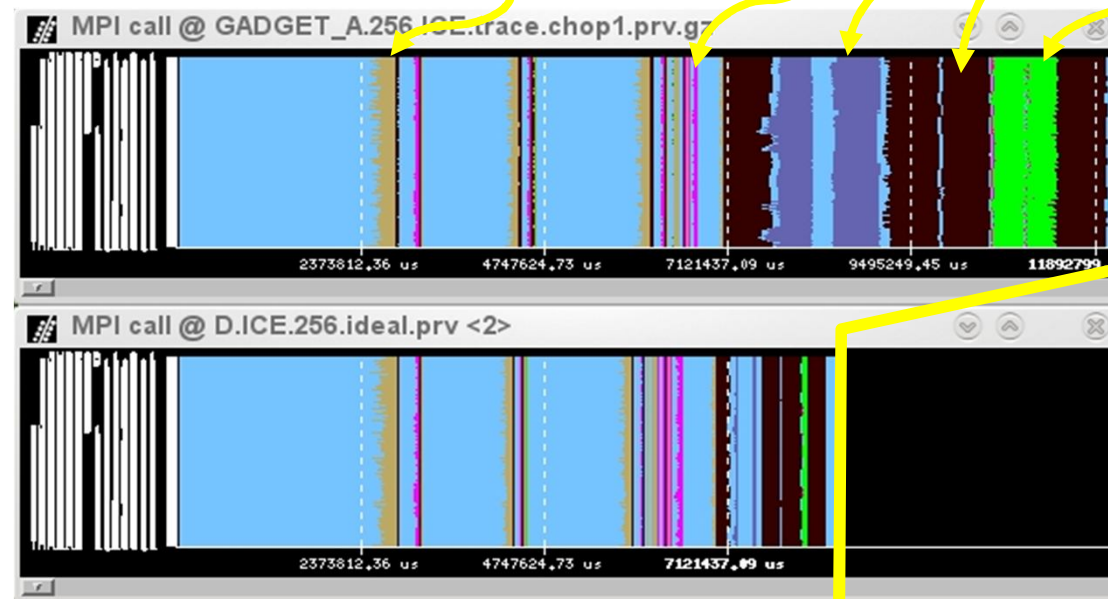 MPI call @ GADGET_A.256.ICE.trace.chop1.prv.gz
2373812.36 us 4747624.73 us 7121437.09 us 9495249.45 us 11892799
MPI call @ D.ICE.256.ideal.prv <2>
2373812.36 us 4747624.73 us 7121437.09 us